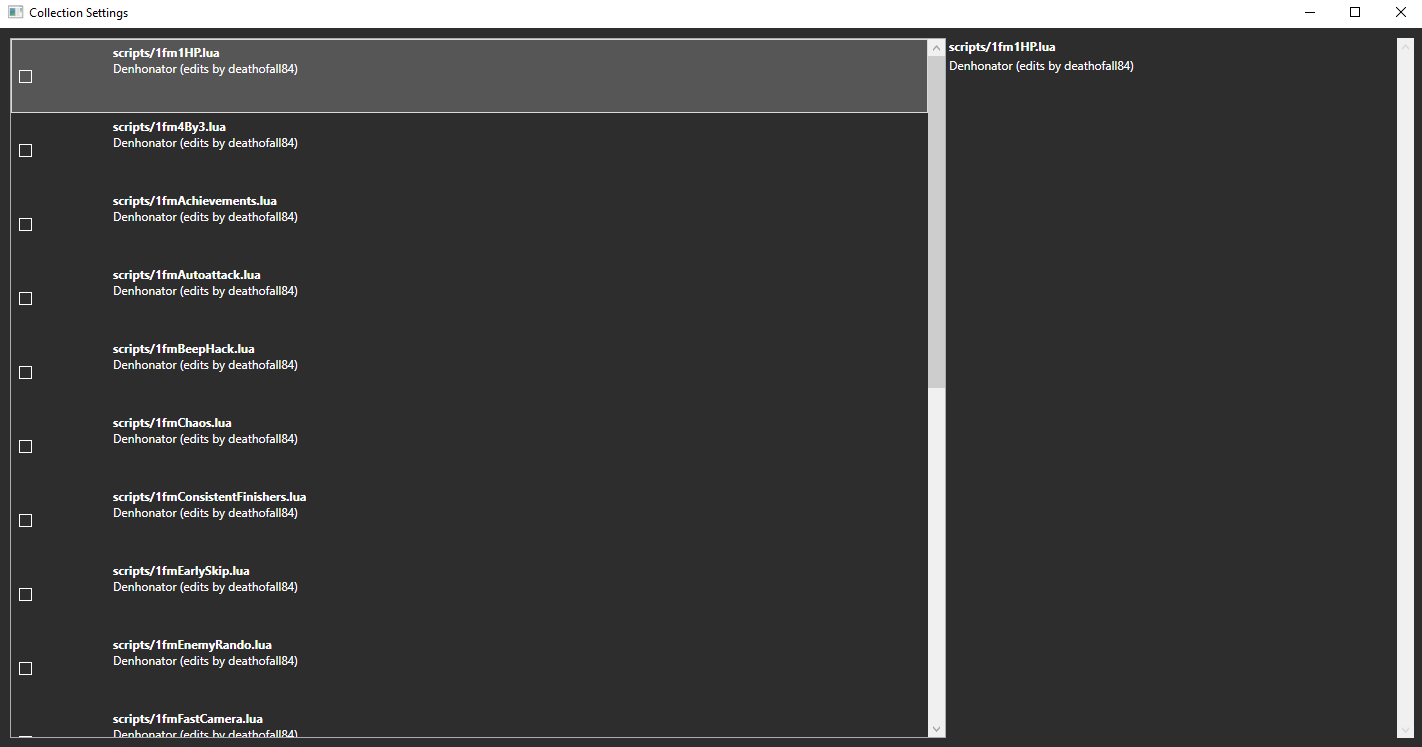 Collection Settings
scripts/1fm1HP.lua
Denhonator (edits by deathofall84)
scripts/1fm4By3.lua
Denhonator (edits by deathofall84)
scripts/1fmAchievements.lua
Denhonator (edits by deathofall84)
scripts/1fmAutoattack.lua
Denhonator (edits by deathofall84)
scripts/1fmBeepHack.lua
Denhonator (edits by deathofall84)
scripts/1fmChaos.lua
Denhonator (edits by deathofall84)
scripts/1fmConsistentFinishers.lua
Denhonator (edits by deathofall84)
scripts/1fmEarlySkip.lua
Denhonator (edits by deathofall84)
scripts/1fmEnemyRando.lua
Denhonator (edits by deathofall84)
scripts/1fmFastCamera.lua
Denhonator (edits by deathofall84)
scripts/1fm1HP.lua
Denhonator (edits by deathofall84)